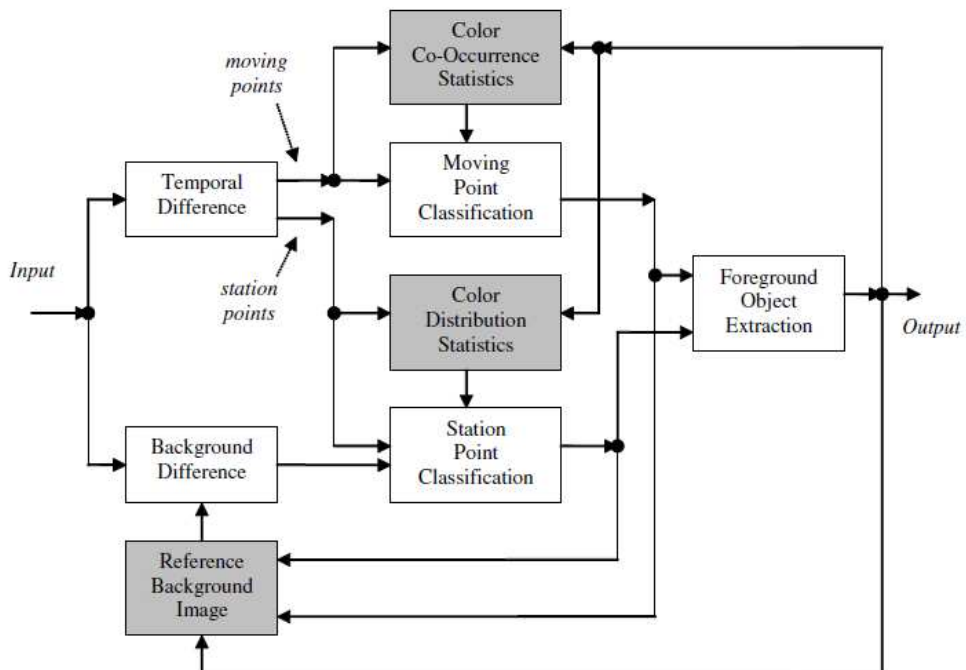 Color
Co-Occurrence
Statistics
moving
points
Temporal
Difference
Moving
Point
Classification
Input
station
points
Color
Distribution
Statistics
Foreground
Object
Extraction
Output
Background
Difference
Station
Point
Classification
Reference
Background
Image